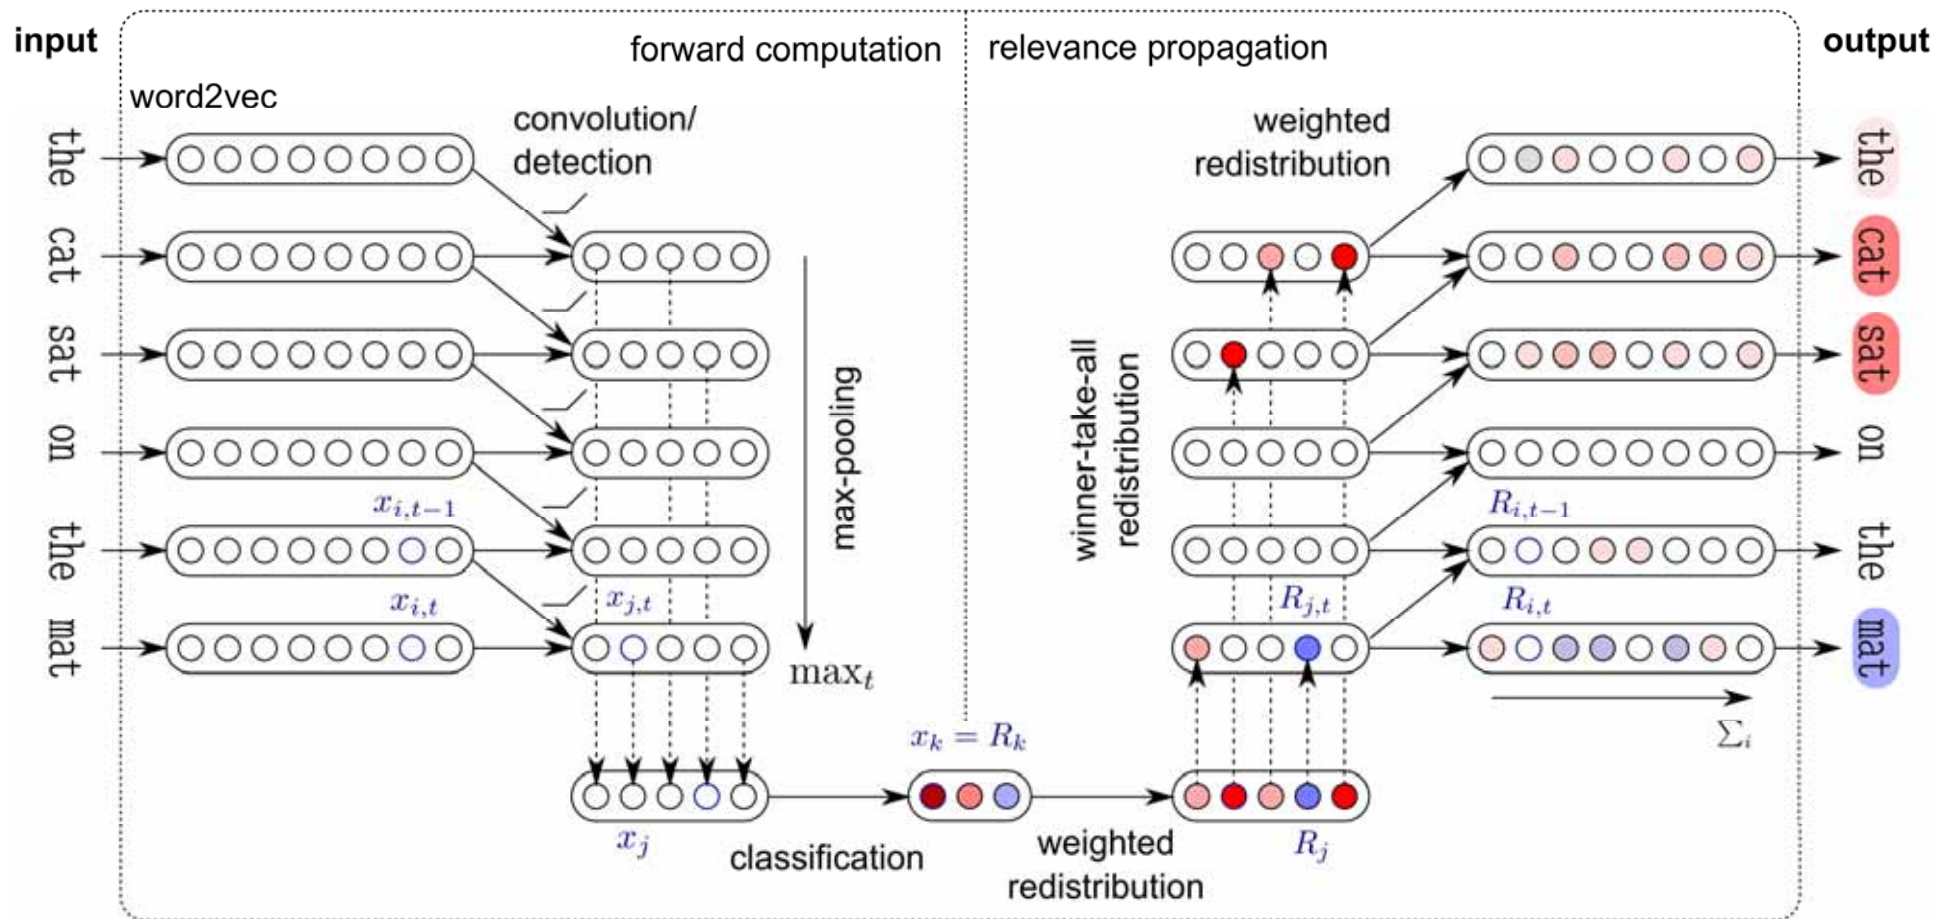 input
forward computation
relevance propagation
output
word2vec
convolution/
detection
weighted
redistribution
the
cat
sat
on
the
mat
x_{i,t-1}
x_{i,t}
x_{j,t}
max-pooling
max_t
x_j
classification
x_k = R_k
weighted
redistribution
R_j
winner-take-all
redistribution
R_{j,t}
R_{i,t-1}
R_{i,t}
Σ_i
the
cat
sat
on
the
mat